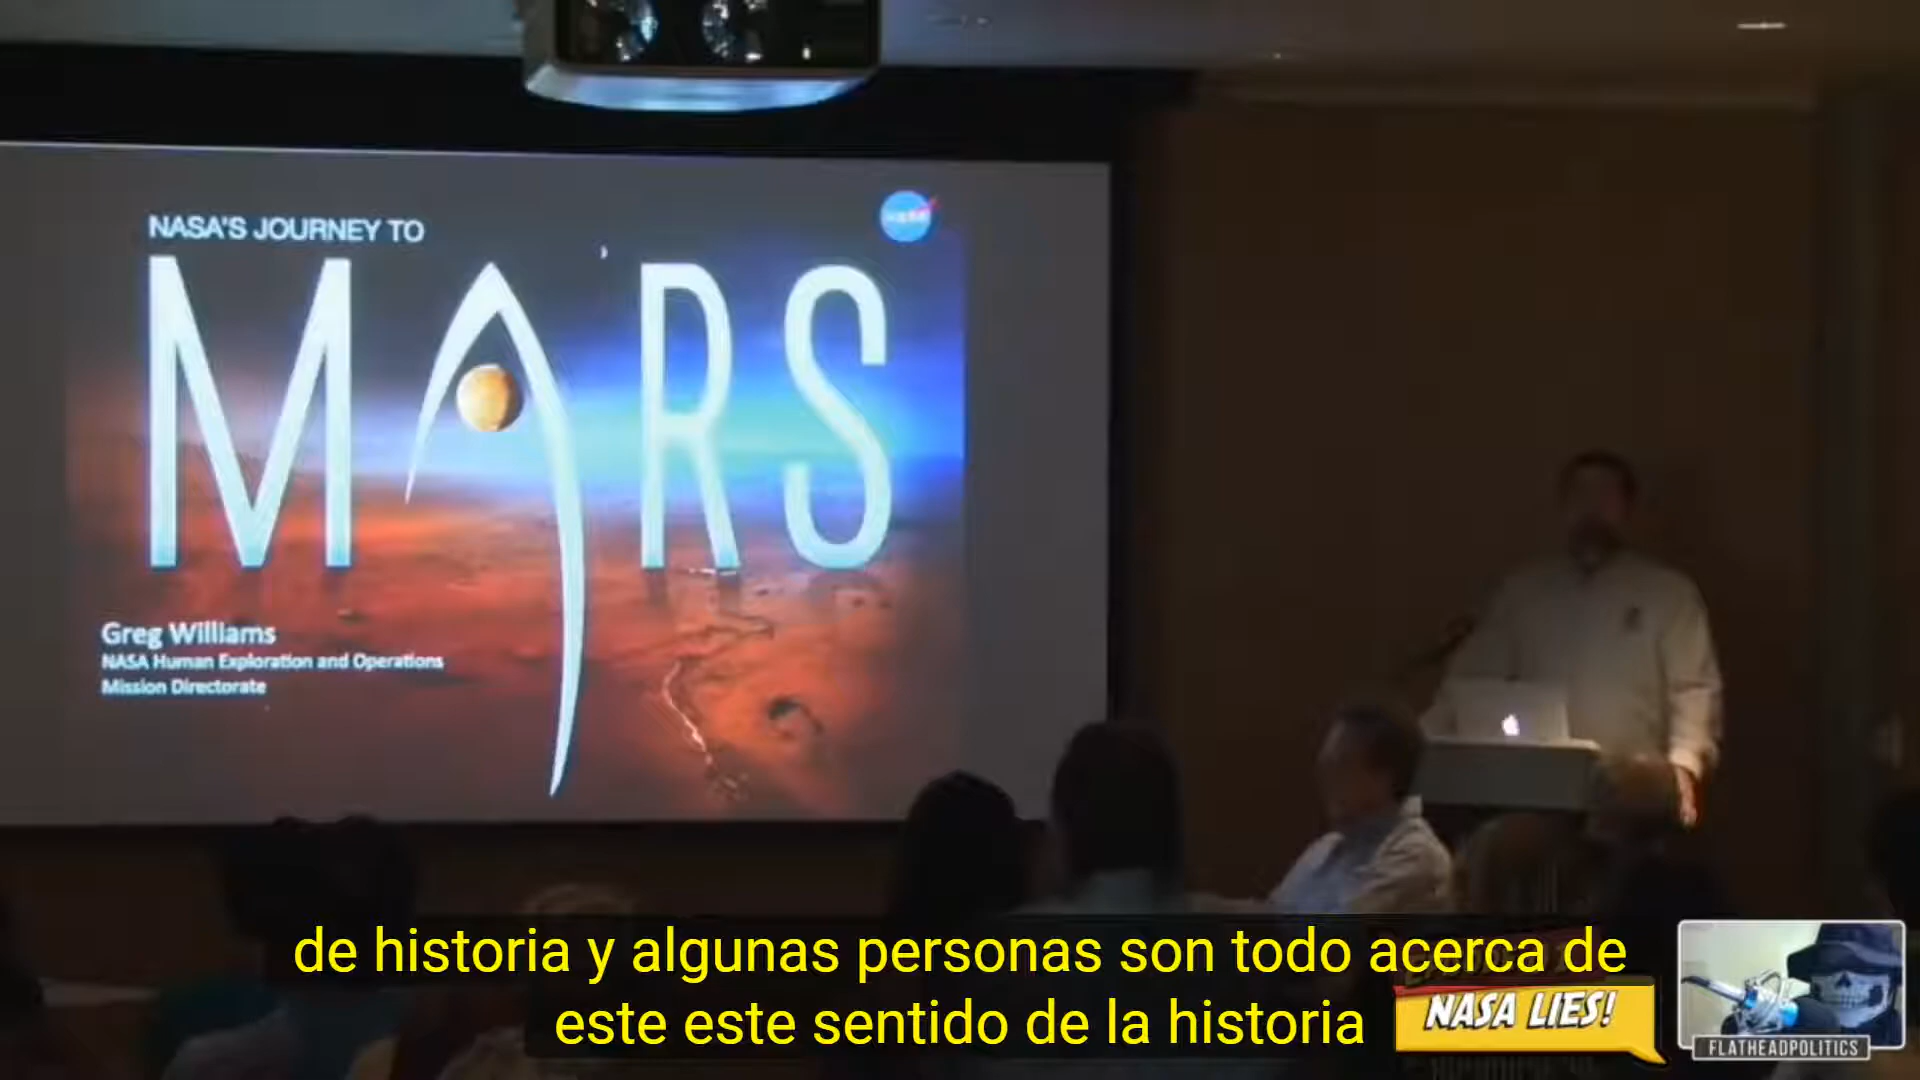 NASA'S JOURNEY TO
NASA
MARS
Greg Williams
NASA Human Exploration and Operations
Mission Directorate
de historia y algunas personas son todo acerca de
este este sentido de la historia
NASA LIES!
FLATHEADPOLITICS